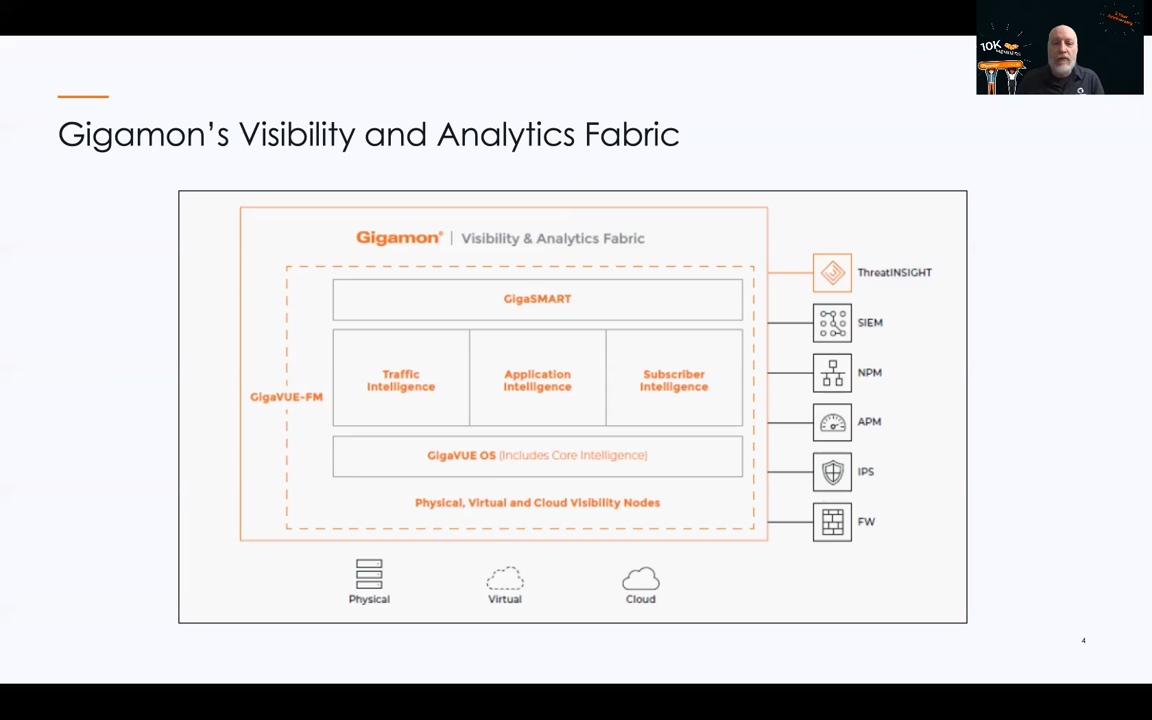 10K
Gigamon's Visibility and Analytics Fabric
Gigamon® | Visibility & Analytics Fabric
GigaSMART
Traffic Intelligence
Application Intelligence
Subscriber Intelligence
GigaVUE-FM
GigaVUE OS (Includes Core Intelligence)
Physical, Virtual and Cloud Visibility Nodes
ThreatINSIGHT
SIEM
NPM
APM
IPS
FW
Physical
Virtual
Cloud
4